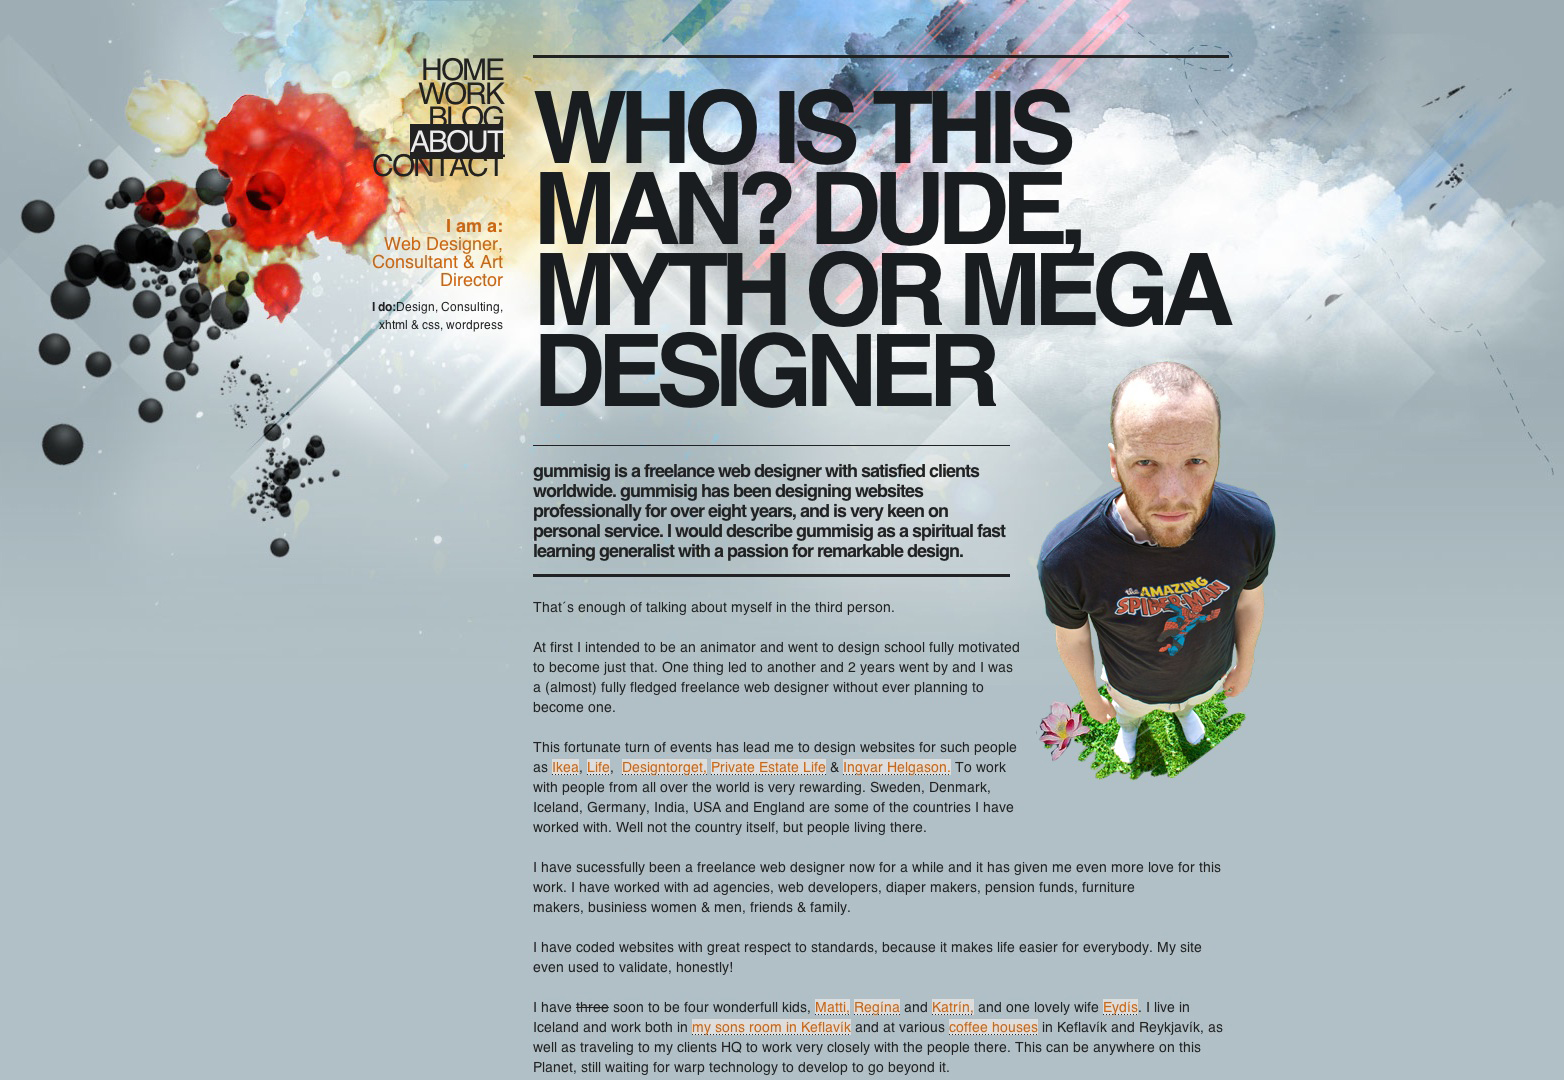 HOME
WORK
BLOG
ABOUT
CONTACT
I am a:
Web Designer,
Consultant & Art
Director
I do:Design, Consulting,
xhtml & css, wordpress
WHO IS THIS
MAN? DUDE,
MYTH OR MEGA
DESIGNER
gummisig is a freelance web designer with satisfied clients
worldwide. gummisig has been designing websites
professionally for over eight years, and is very keen on
personal service. I would describe gummisig as a spiritual fast
learning generalist with a passion for remarkable design.
the AMAZING
SPIDER-MAN
That´s enough of talking about myself in the third person.
At first I intended to be an animator and went to design school fully motivated
to become just that. One thing led to another and 2 years went by and I was
a (almost) fully fledged freelance web designer without ever planning to
become one.
This fortunate turn of events has lead me to design websites for such people
as Ikea, Life,  Designtorget, Private Estate Life & Ingvar Helgason. To work
with people from all over the world is very rewarding. Sweden, Denmark,
Iceland, Germany, India, USA and England are some of the countries I have
worked with. Well not the country itself, but people living there.
I have sucessfully been a freelance web designer now for a while and it has given me even more love for this
work. I have worked with ad agencies, web developers, diaper makers, pension funds, furniture
makers, businiess women & men, friends & family.
I have coded websites with great respect to standards, because it makes life easier for everybody. My site
even used to validate, honestly!
I have three soon to be four wonderfull kids, Matti, Regína and Katrín, and one lovely wife Eydís. I live in
Iceland and work both in my sons room in Keflavík and at various coffee houses in Keflavík and Reykjavík, as
well as traveling to my clients HQ to work very closely with the people there. This can be anywhere on this
Planet, still waiting for warp technology to develop to go beyond it.